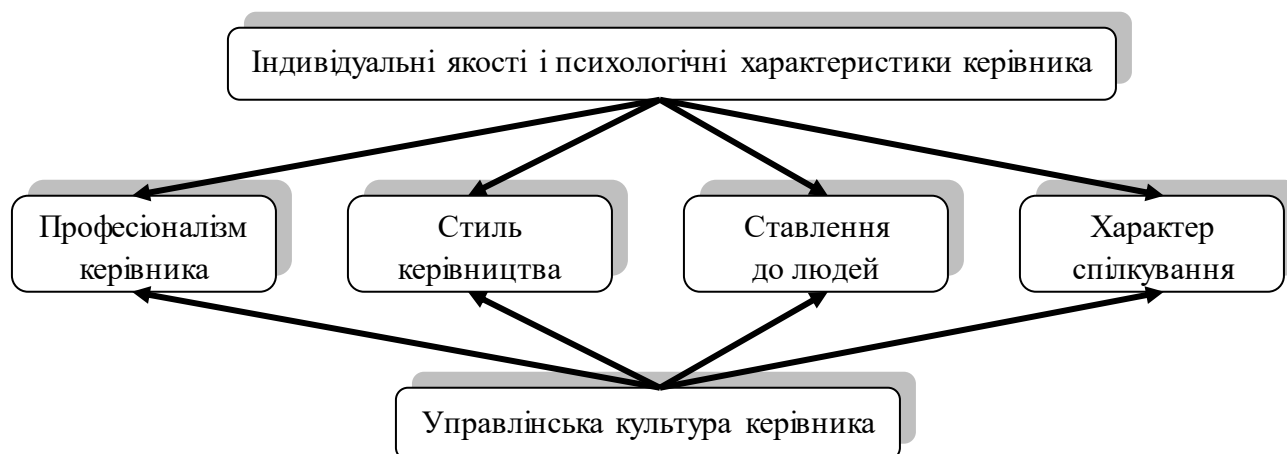 Індивідуальні якості і психологічні характеристики керівника
Професіоналізм
керівника
Стиль
керівництва
Ставлення
до людей
Характер
спілкування
Управлінська культура керівника